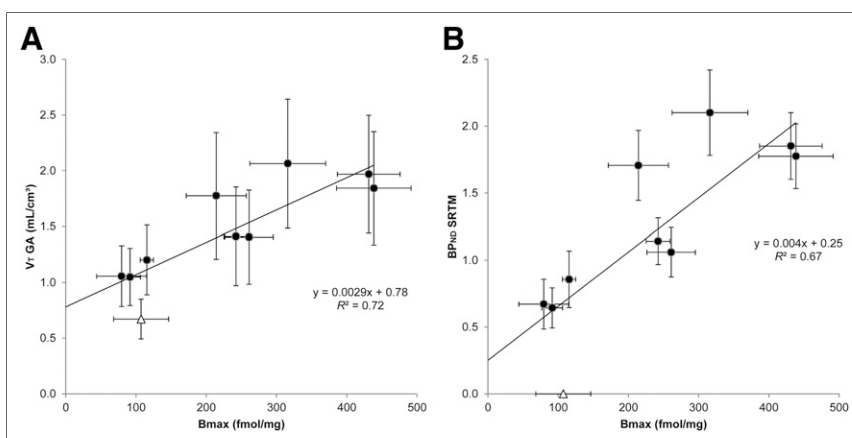 A
B
3.0
2.5
2.0
1.5
1.0
0.5
0.0
VT GA (mL/cm³)
y = 0.0029x + 0.78
R² = 0.72
0 100 200 300 400 500
Bmax (fmol/mg)
2.5
2.0
1.5
1.0
0.5
0.0
BPND SRTM
y = 0.004x + 0.25
R² = 0.67
0 100 200 300 400 500
Bmax (fmol/mg)